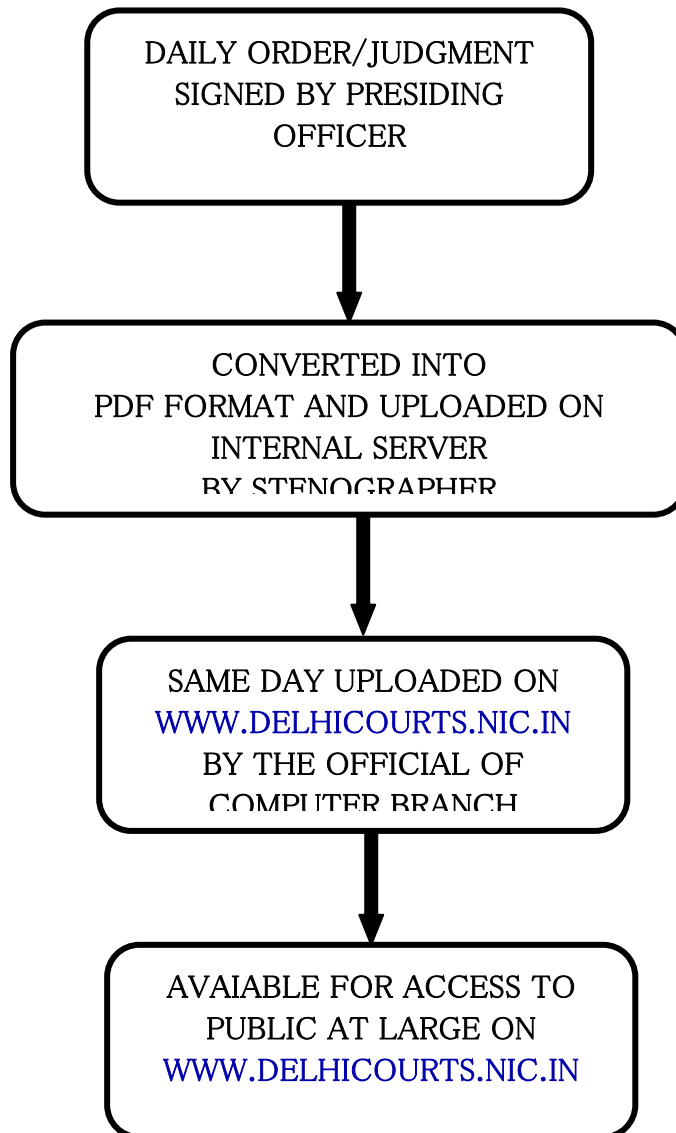 DAILY ORDER/JUDGMENT
SIGNED BY PRESIDING
OFFICER
CONVERTED INTO
PDF FORMAT AND UPLOADED ON
INTERNAL SERVER
BY STENOGRAPHER
SAME DAY UPLOADED ON
WWW.DELHICOURTS.NIC.IN
BY THE OFFICIAL OF
COMPUTER BRANCH
AVAIABLE FOR ACCESS TO
PUBLIC AT LARGE ON
WWW.DELHICOURTS.NIC.IN